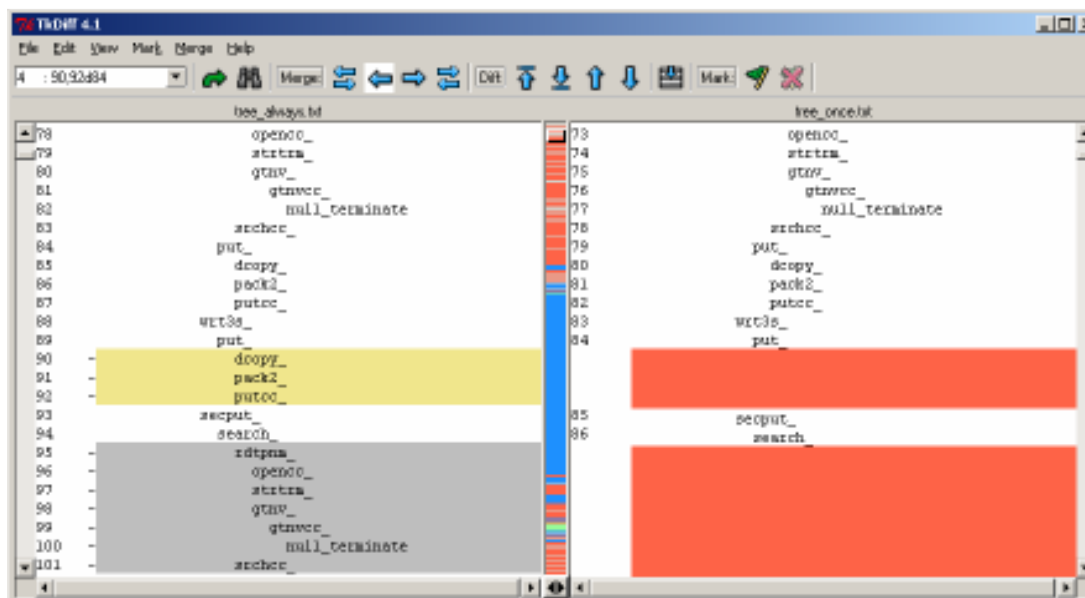 TkDiff 4.1
File Edit View Mark Merge Help
4 : 90,92d84 Merge: Diff: Mark:
tree_always.txt tree_once.txt
78 opencc_ 73 opencc_
79 strtrm_ 74 strtrm_
80 gtnv_ 75 gtnv_
81 gtnvcc_ 76 gtnvcc_
82 null_terminate 77 null_terminate
83 srchcc_ 78 srchcc_
84 put_ 79 put_
85 dcopy_ 80 dcopy_
86 pack2_ 81 pack2_
87 putcc_ 82 putcc_
88 wrt3s_ 83 wrt3s_
89 put_ 84 put_
90 - dcopy_
91 - pack2_
92 - putcc_
93 secput_ 85 secput_
94 search_ 86 search_
95 - rdtpnm_
96 - opencc_
97 - strtrm_
98 - gtnv_
99 - gtnvcc_
100 - null_terminate
101 - srchcc_